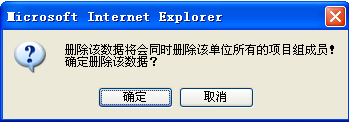 Microsoft Internet Explorer
删除该数据将会同时删除该单位所有的项目组成员!
确定删除该数据?
确定
取消